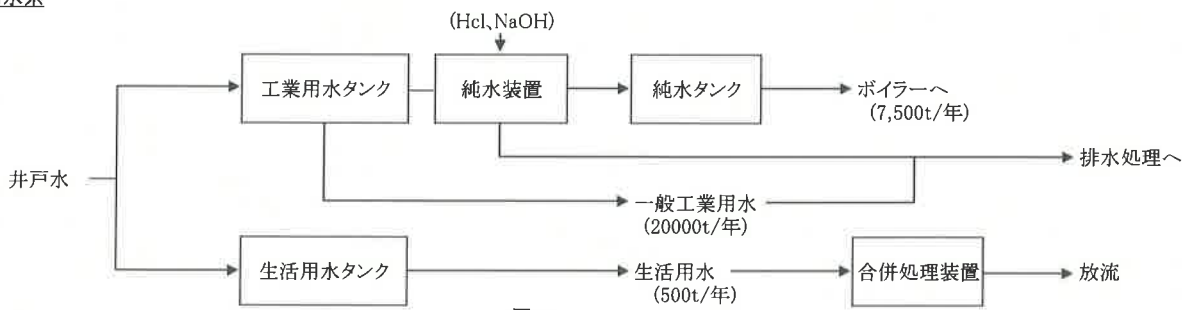 (Hcl、NaOH)
工業用水タンク
純水装置
純水タンク
ボイラーへ
(7,500t/年)
排水処理へ
井戸水
一般工業用水
(20000t/年)
生活用水タンク
生活用水
(500t/年)
合併処理装置
放流